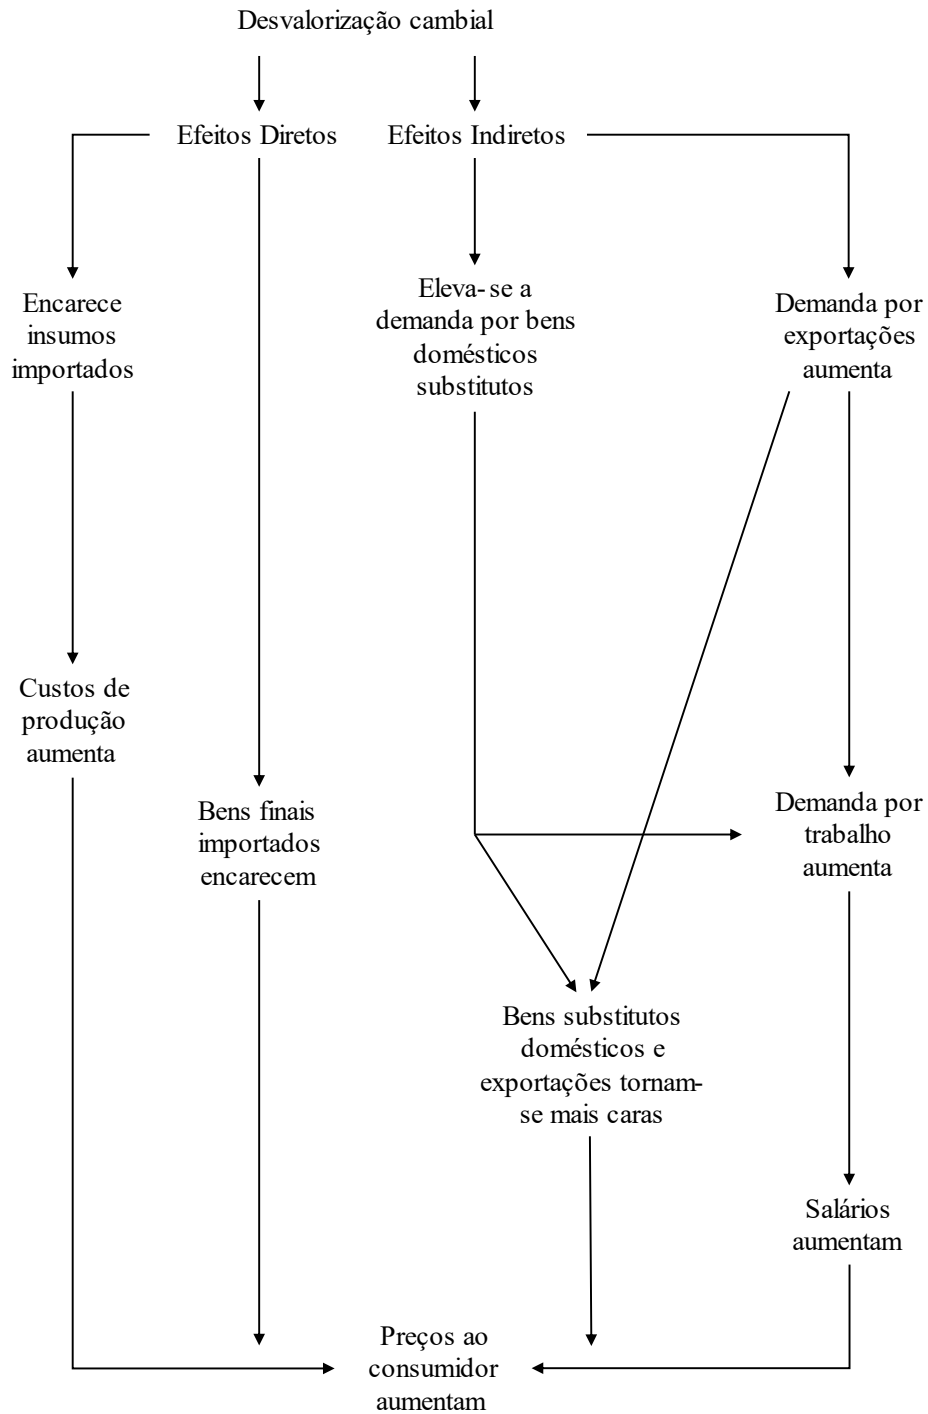 Desvalorização cambial
Efeitos Diretos
Efeitos Indiretos
Encarece
insumos
importados
Eleva-se a
demanda por bens
domésticos
substitutos
Demanda por
exportações
aumenta
Custos de
produção
aumenta
Bens finais
importados
encarecem
Demanda por
trabalho
aumenta
Bens substitutos
domésticos e
exportações tornam-
se mais caras
Salários
aumentam
Preços ao
consumidor
aumentam